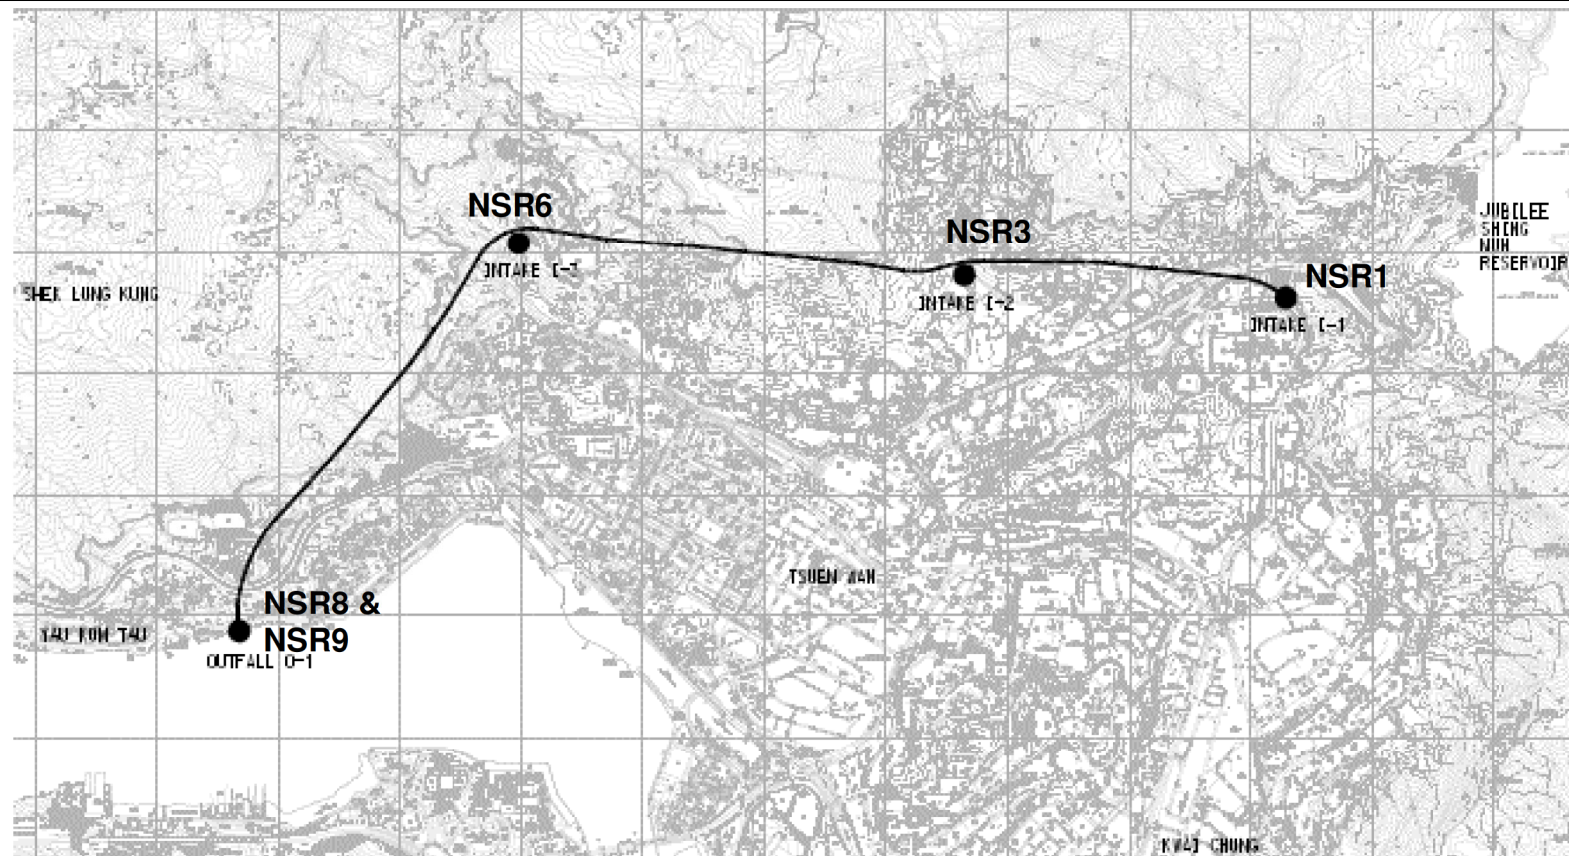 NSR6
JUBILEE
SHING
MUN
RESERVOIR
NSR3
INTAKE I-3
NSR1
SHEK LUNG KUNG
INTAKE I-2
INTAKE I-1
TSUEN WAN
NSR8 &
NSR9
YAU KOM TAU
OUTFALL O-1
KWAI CHUNG